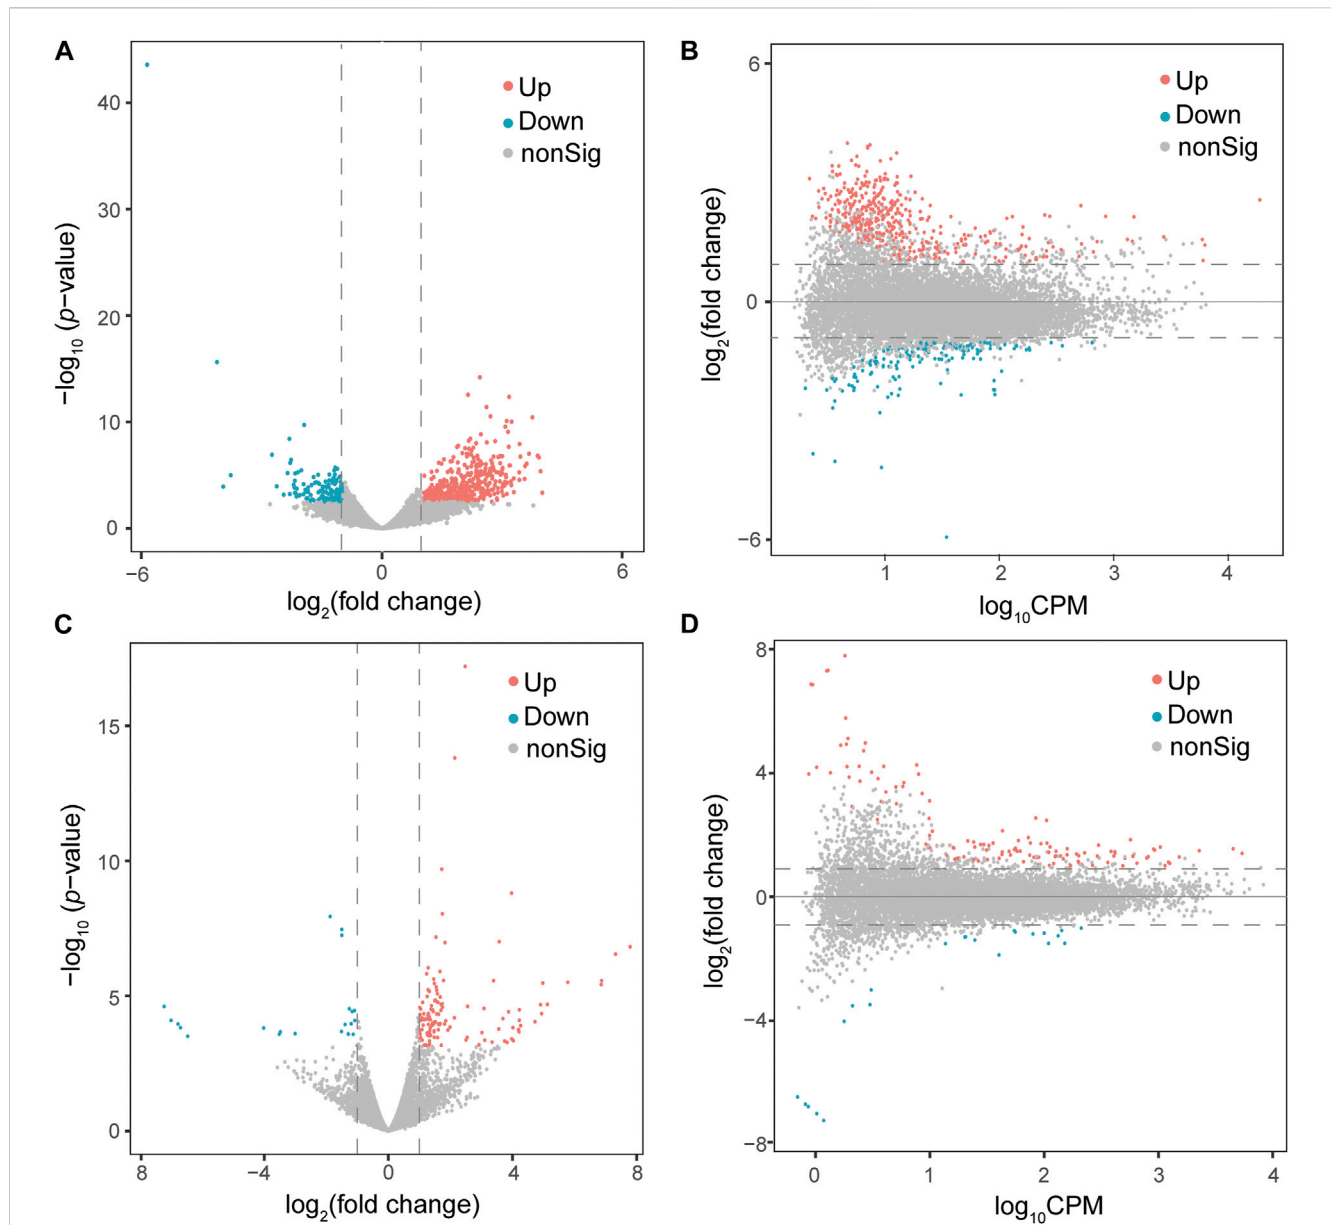 A
B
Up
Down
nonSig
−log10 (p−value)
40
30
20
10
0
−6
0
6
log2(fold change)
Up
Down
nonSig
log2(fold change)
6
0
−6
1
2
3
4
log10CPM
C
D
Up
Down
nonSig
−log10 (p−value)
15
10
5
0
8
−4
0
4
8
log2(fold change)
Up
Down
nonSig
log2(fold change)
8
4
0
−4
−8
0
1
2
3
4
log10CPM